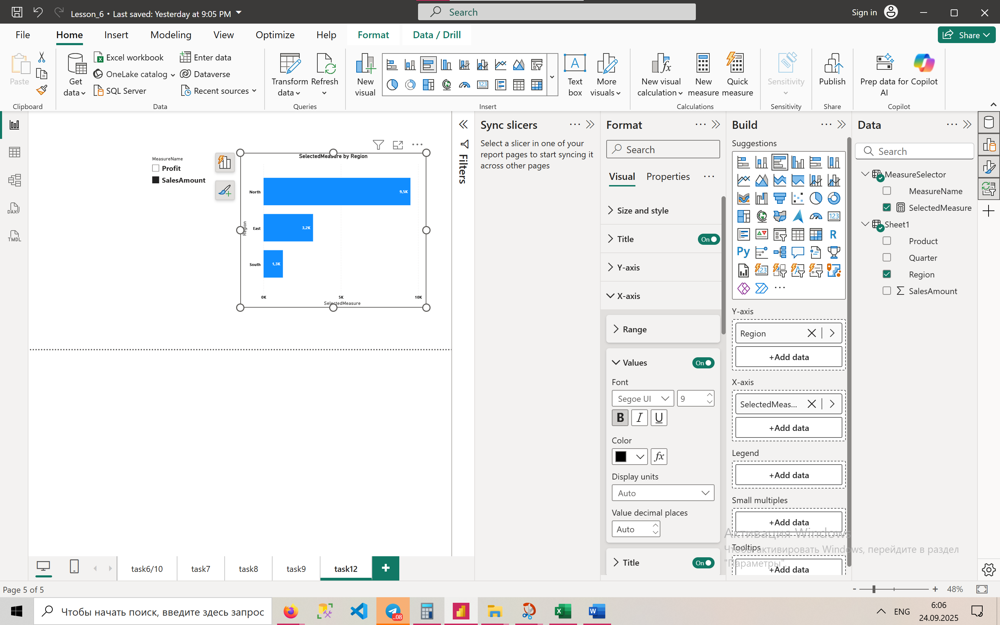 Lesson_6 • Last saved: Yesterday at 9:05 PM
Search
Sign in
File Home Insert Modeling View Optimize Help Format Data / Drill
Share
Paste
Clipboard
Get data
Excel workbook
OneLake catalog
SQL Server
Enter data
Dataverse
Recent sources
Data
Transform data
Refresh
Queries
New visual
123
A
Text box
More visuals
Insert
fx
New visual calculation
New measure
Quick measure
Calculations
Sensitivity
Sensitivity
Publish
Share
Prep data for AI
Copilot
Copilot
DAX
TMDL
MeasureName
Profit
SalesAmount
SelectedMeasure by Region
Region
North
9,5K
East
3,2K
South
1,3K
0K 5K 10K
SelectedMeasure
Filters
Sync slicers
Select a slicer in one of your
report pages to start syncing it
across other pages
Format
Search
Visual Properties
Size and style
Title On
Y-axis
X-axis
Range
Values On
Font
Segoe UI 9
B I U
Color
fx
Display units
Auto
Value decimal places
Auto
Title On
Build
Suggestions
123
R
Py
123
Y-axis
Region
+Add data
X-axis
SelectedMeas...
+Add data
Legend
+Add data
Small multiples
+Add data
Tooltips
+Add data
Data
Search
MeasureSelector
MeasureName
SelectedMeasure
Sheet1
Product
Quarter
Region
SalesAmount
Активация Windows
Чтобы активировать Windows, перейдите в раздел
"Параметры".
task6/10 task7 task8 task9 task12
Page 5 of 5
- + 48%
Чтобы начать поиск, введите здесь запрос
..08
X
W
ENG
6:06
24.09.2025